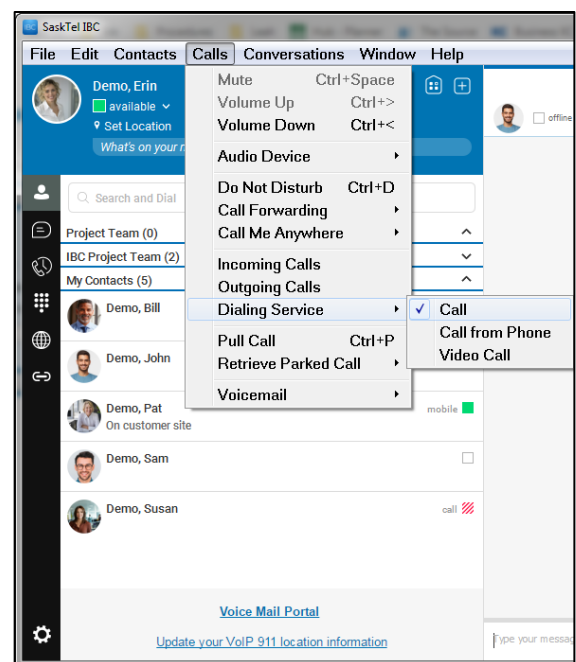 SaskTel IBC
File Edit Contacts Calls Conversations Window Help
Demo, Erin
available
Set Location
What's on your
Search and Dial
Project Team (0)
IBC Project Team (2)
My Contacts (5)
Demo, Bill
Demo, John
Demo, Pat
On customer site
mobile
Demo, Sam
Demo, Susan
call
Voice Mail Portal
Update your VoIP 911 location information
Mute Ctrl+Space
Volume Up Ctrl+>
Volume Down Ctrl+<
Audio Device
Do Not Disturb Ctrl+D
Call Forwarding
Call Me Anywhere
Incoming Calls
Outgoing Calls
Dialing Service
Pull Call Ctrl+P
Retrieve Parked Call
Voicemail
Call
Call from Phone
Video Call
offline
Type your messag